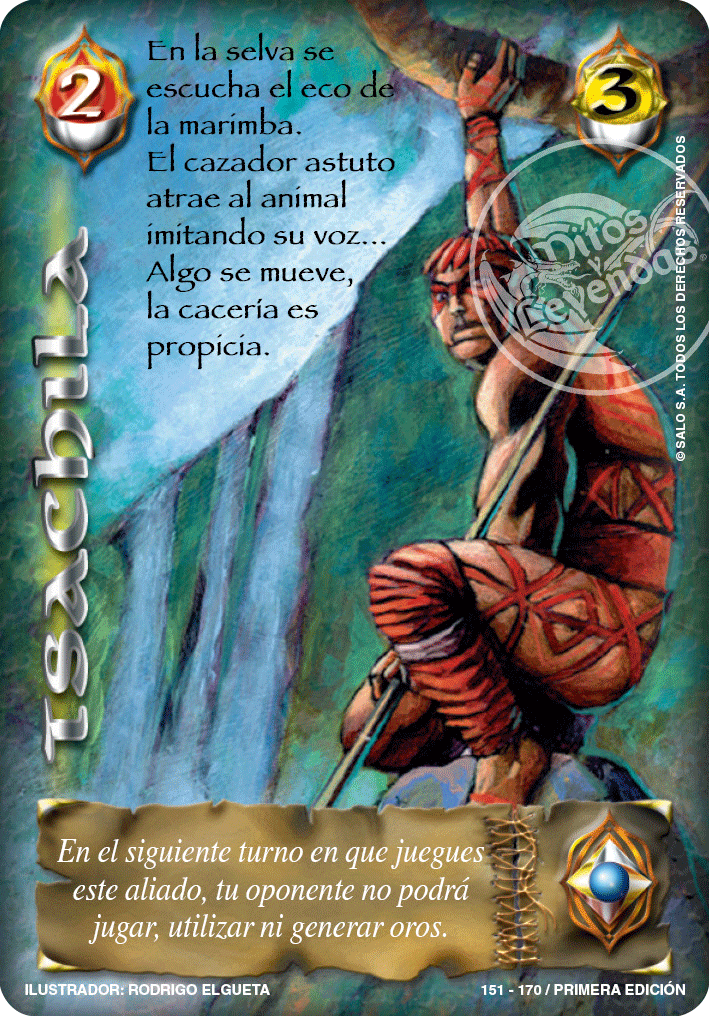 2
3
En la selva se
escucha el eco de
la marimba.
El cazador astuto
atrae al animal
imitando su voz...
Algo se mueve,
la cacería es
propicia.
Mitos
y
Leyendas®
© SALO S.A. TODOS LOS DERECHOS RESERVADOS
TSACHILA
En el siguiente turno en que juegues
este aliado, tu oponente no podrá
jugar, utilizar ni generar oros.
ILUSTRADOR: RODRIGO ELGUETA
151 - 170 / PRIMERA EDICIÓN